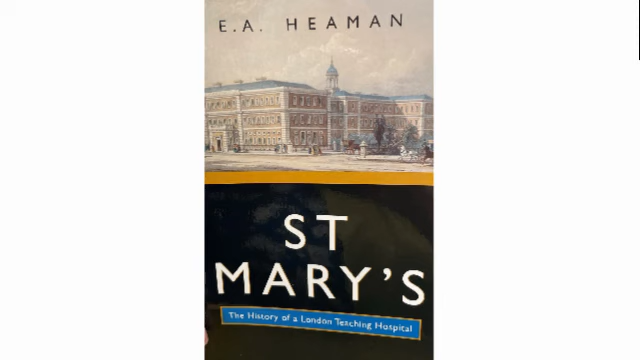 E.A. HEAMAN
ST
MARY'S
The History of a London Teaching Hospital